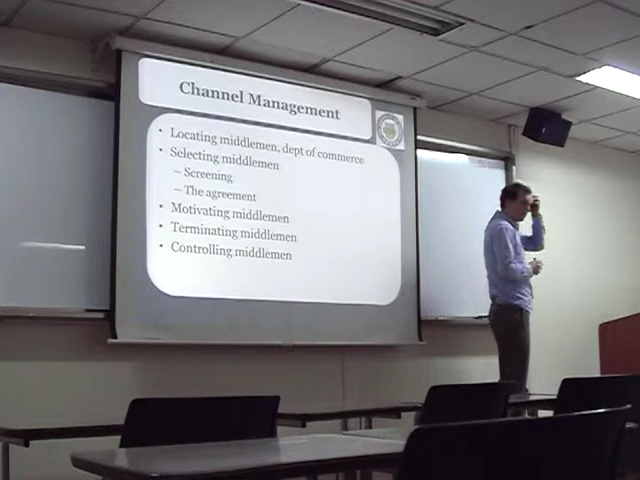 Channel Management
• Locating middlemen, dept of commerce
• Selecting middlemen
– Screening
– The agreement
• Motivating middlemen
• Terminating middlemen
• Controlling middlemen